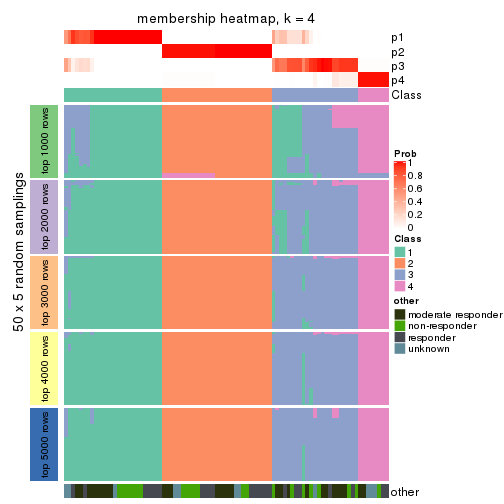 membership heatmap, k = 4
p1
p2
p3
p4
Class
50 x 5 random samplings
top 1000 rows
top 2000 rows
top 3000 rows
top 4000 rows
top 5000 rows
other
Prob
1
0.8
0.6
0.4
0.2
0
Class
1
2
3
4
other
moderate responder
non-responder
responder
unknown